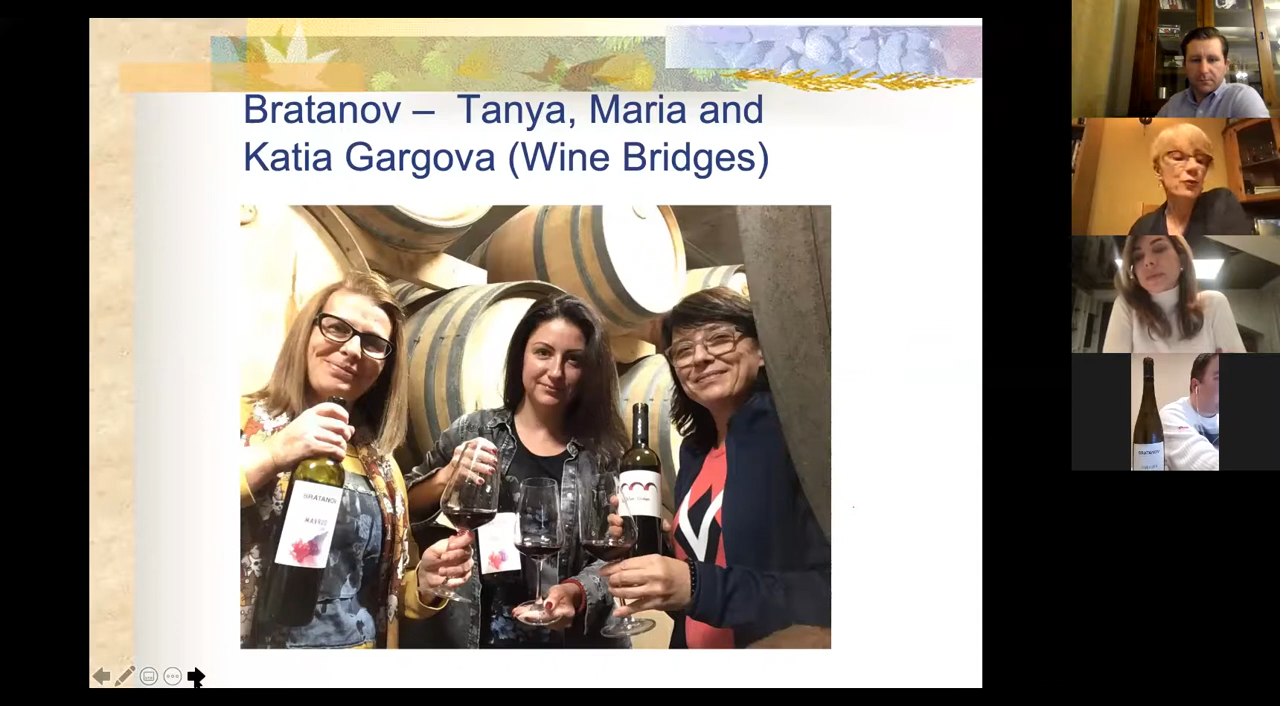 Bratanov – Tanya, Maria and
Katia Gargova (Wine Bridges)
BRATANOV
MAVRUD
BRATANOV